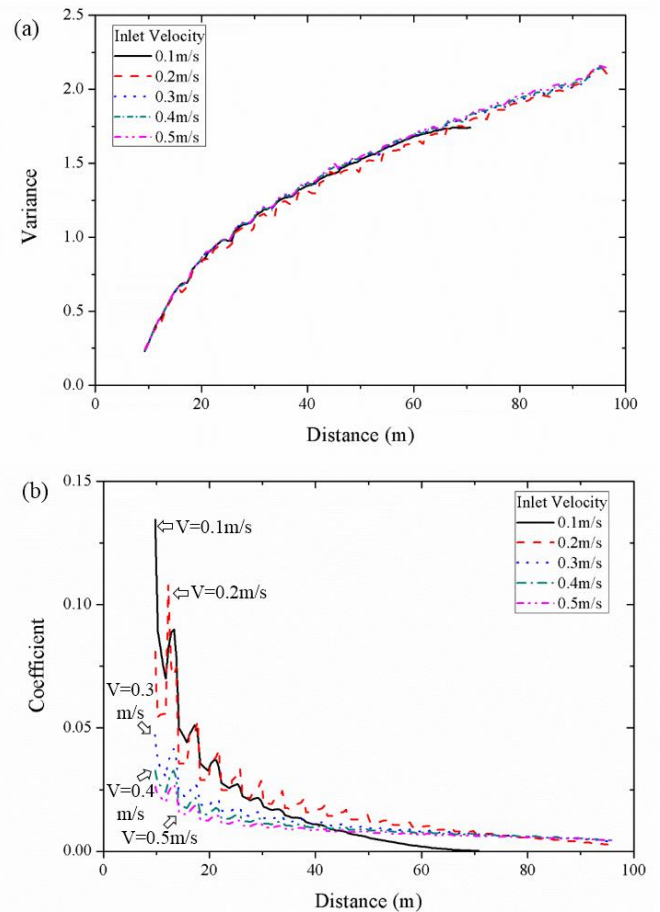 (a)
Inlet Velocity
0.1m/s
0.2m/s
0.3m/s
0.4m/s
0.5m/s
2.5
2.0
1.5
1.0
0.5
0.0
Variance
0 20 40 60 80 100
Distance (m)
(b)
0.15
0.10
0.05
0.00
Coefficient
V=0.1m/s
V=0.2m/s
V=0.3
m/s
V=0.4
m/s
V=0.5m/s
Inlet Velocity
0.1m/s
0.2m/s
0.3m/s
0.4m/s
0.5m/s
0 20 40 60 80 100
Distance (m)